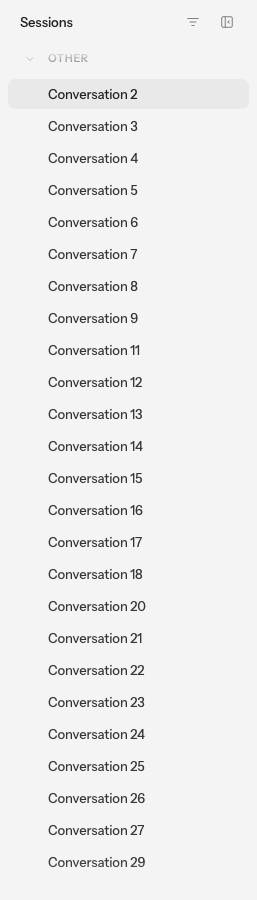 Sessions
OTHER
Conversation 2
Conversation 3
Conversation 4
Conversation 5
Conversation 6
Conversation 7
Conversation 8
Conversation 9
Conversation 11
Conversation 12
Conversation 13
Conversation 14
Conversation 15
Conversation 16
Conversation 17
Conversation 18
Conversation 20
Conversation 21
Conversation 22
Conversation 23
Conversation 24
Conversation 25
Conversation 26
Conversation 27
Conversation 29